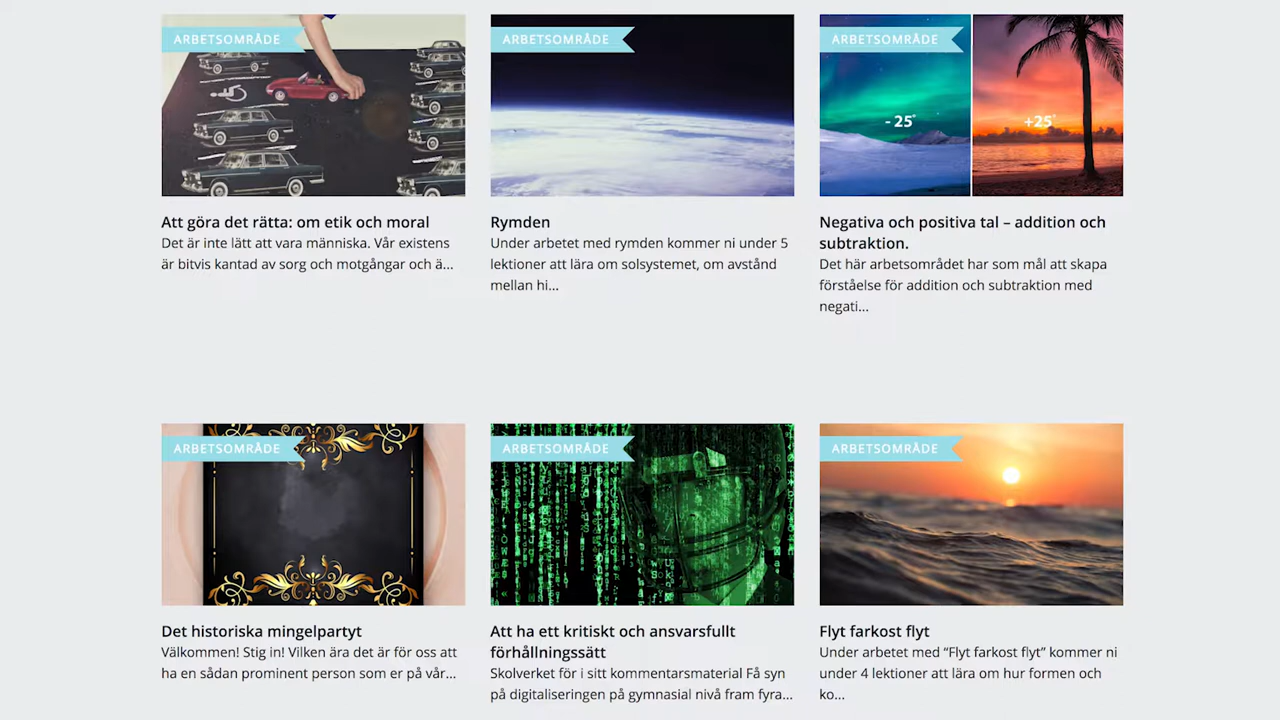 ARBETSOMRÅDE
Att göra det rätta: om etik och moral
Det är inte lätt att vara människa. Vår existens
är bitvis kantad av sorg och motgångar och ä...
ARBETSOMRÅDE
Rymden
Under arbetet med rymden kommer ni under 5
lektioner att lära om solsystemet, om avstånd
mellan hi...
ARBETSOMRÅDE
- 25°
+25°
Negativa och positiva tal – addition och
subtraktion.
Det här arbetsområdet har som mål att skapa
förståelse för addition och subtraktion med
negati...
ARBETSOMRÅDE
Det historiska mingelpartyt
Välkommen! Stig in! Vilken ära det är för oss att
ha en sådan prominent person som er på vår...
ARBETSOMRÅDE
Att ha ett kritiskt och ansvarsfullt
förhållningssätt
Skolverket för i sitt kommentarsmaterial Få syn
på digitaliseringen på gymnasial nivå fram fyra...
ARBETSOMRÅDE
Flyt farkost flyt
Under arbetet med ”Flyt farkost flyt” kommer ni
under 4 lektioner att lära om hur formen och
ko...